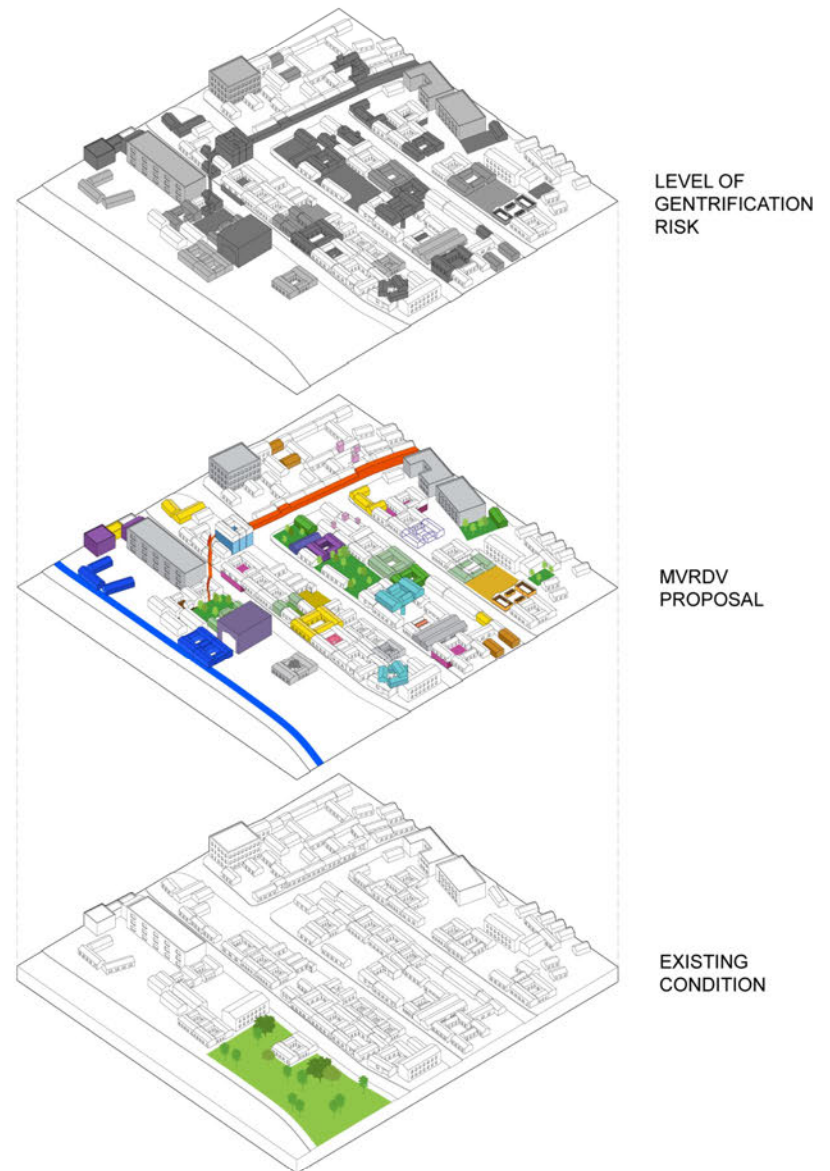 LEVEL OF
GENTRIFICATION
RISK
MVRDV
PROPOSAL
EXISTING
CONDITION